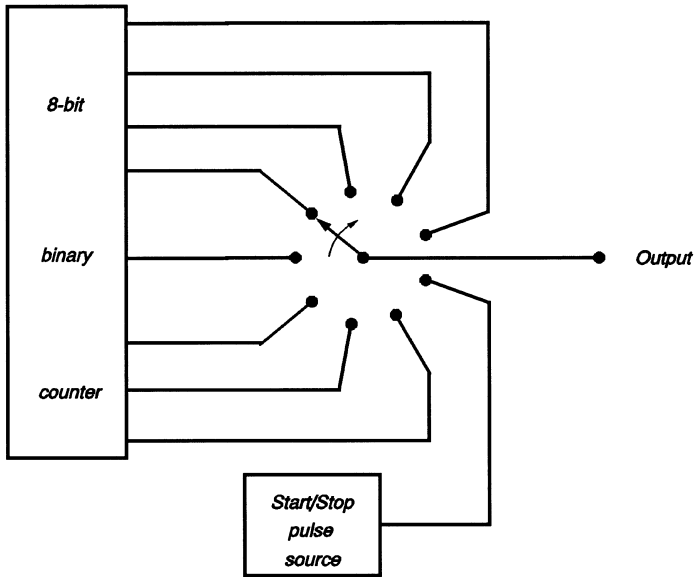 8-bit
binary
counter
Output
Start/Stop
pulse
source